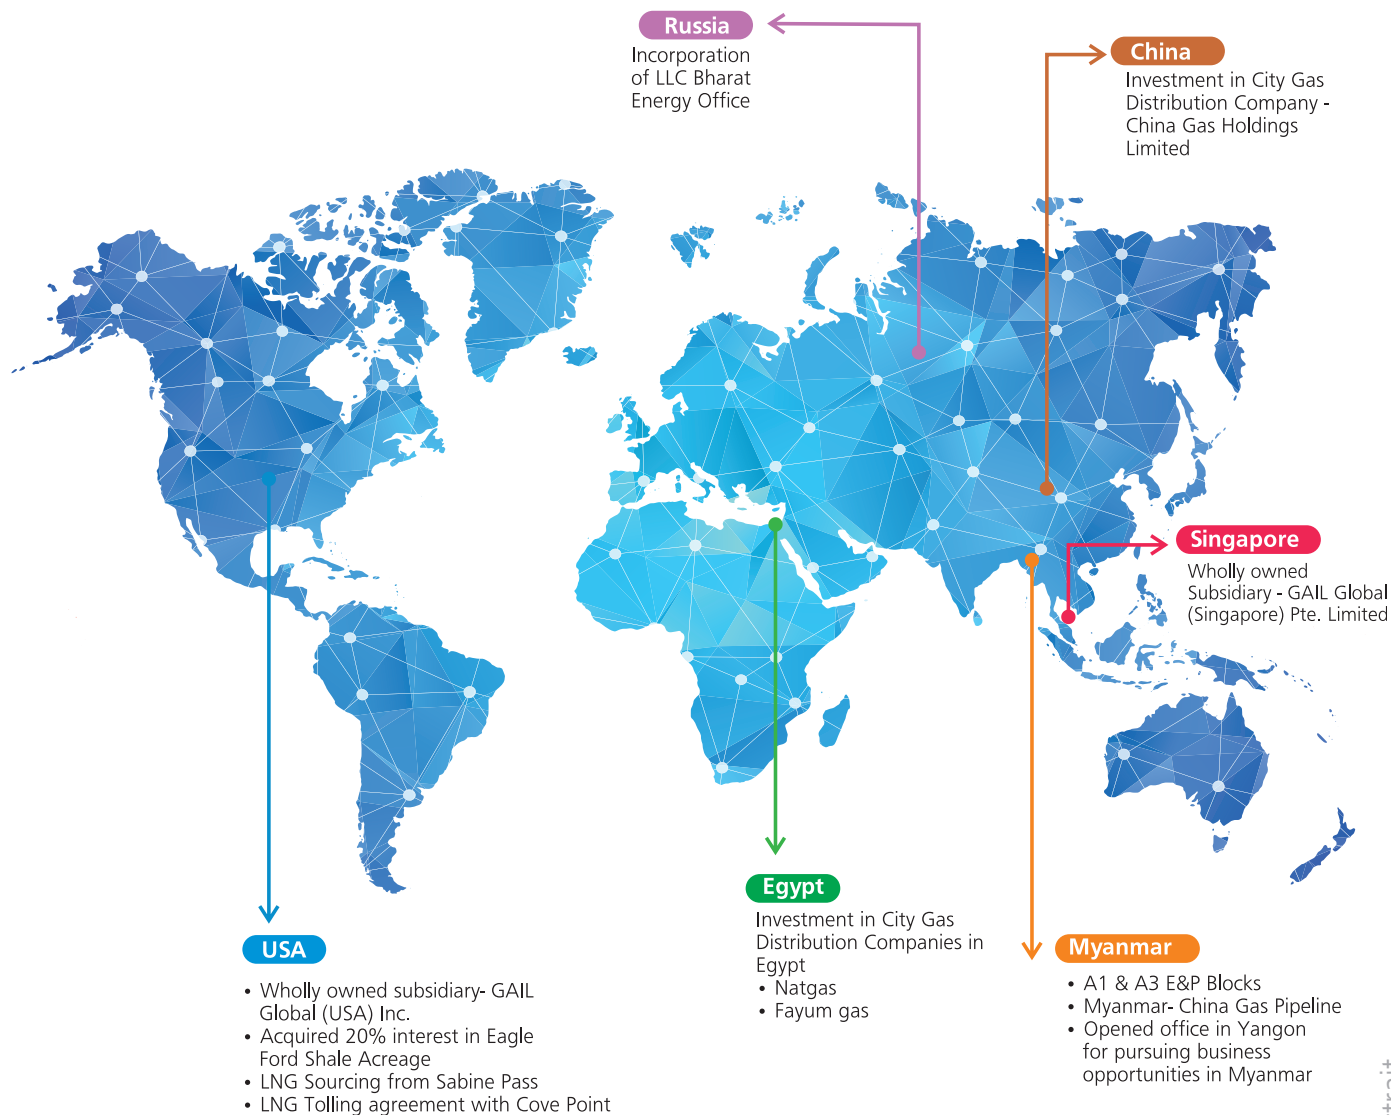 Russia
Incorporation
of LLC Bharat
Energy Office
China
Investment in City Gas
Distribution Company -
China Gas Holdings
Limited
Singapore
Wholly owned
Subsidiary - GAIL Global
(Singapore) Pte. Limited
Egypt
Investment in City Gas
Distribution Companies in
Egypt
• Natgas
• Fayum gas
USA
• Wholly owned subsidiary- GAIL
Global (USA) Inc.
• Acquired 20% interest in Eagle
Ford Shale Acreage
• LNG Sourcing from Sabine Pass
• LNG Tolling agreement with Cove Point
Myanmar
• A1 & A3 E&P Blocks
• Myanmar- China Gas Pipeline
• Opened office in Yangon
for pursuing business
opportunities in Myanmar